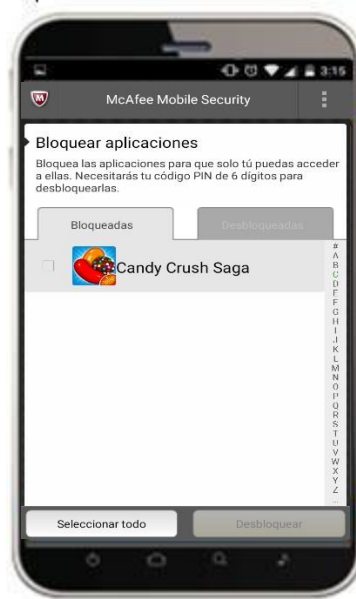 3:15
McAfee Mobile Security
Bloquear aplicaciones
Bloquea las aplicaciones para que solo tú puedas acceder
a ellas. Necesitarás tu código PIN de 6 dígitos para
desbloquearlas.
Bloqueadas
Desbloqueadas
Candy Crush Saga
#
A
B
C
D
E
F
G
H
I
J
K
L
M
N
O
P
Q
R
S
T
U
V
W
X
Y
Z
...
Seleccionar todo
Desbloquear